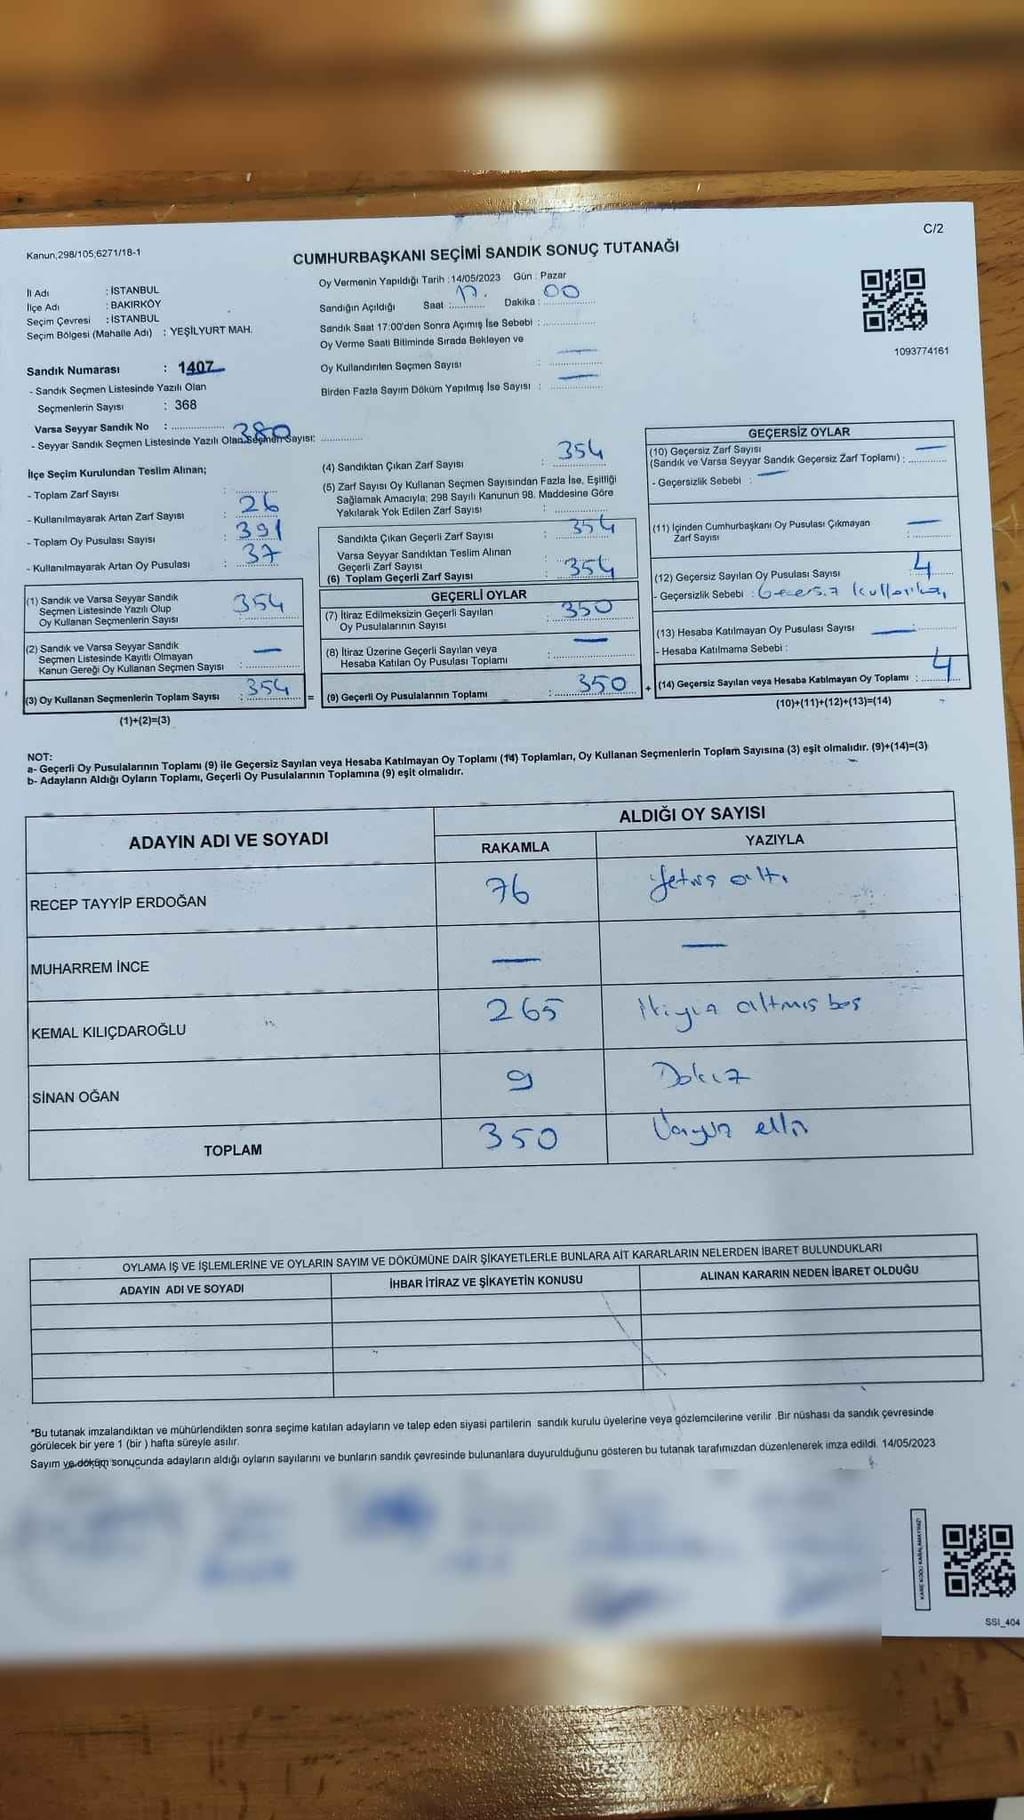 Kanun,298/105;6271/18-1
C/2
CUMHURBAŞKANI SEÇİMİ SANDIK SONUÇ TUTANAĞI
İl Adı : İSTANBUL
İlçe Adı : BAKIRKÖY
Seçim Çevresi : İSTANBUL
Seçim Bölgesi (Mahalle Adı) : YEŞİLYURT MAH.
Sandık Numarası : 1407
- Sandık Seçmen Listesinde Yazılı Olan
Seçmenlerin Sayısı : 368
Varsa Seyyar Sandık No :
- Seyyar Sandık Seçmen Listesinde Yazılı Olan Seçmen Sayısı:
380
Oy Vermenin Yapıldığı Tarih : 14/05/2023 Gün : Pazar
Sandığın Açıldığı Saat : 17. Dakika : 00
Sandık Saat 17:00'den Sonra Açımış İse Sebebi :
Oy Verme Saati Bitiminde Sırada Bekleyen ve
Oy Kullandırılen Seçmen Sayısı : —
Birden Fazla Sayım Döküm Yapılmış İse Sayısı : —
1093774161
İlçe Seçim Kurulundan Teslim Alınan;
- Toplam Zarf Sayısı :
- Kullanılmayarak Artan Zarf Sayısı : 26
- Toplam Oy Pusulası Sayısı : 391
- Kullanılmayarak Artan Oy Pusulası : 37
(1) Sandık ve Varsa Seyyar Sandık
Seçmen Listesinde Yazılı Olup
Oy Kullanan Seçmenlerin Sayısı : 354
(2) Sandık ve Varsa Seyyar Sandık
Seçmen Listesinde Kayıtlı Olmayan
Kanun Gereği Oy Kullanan Seçmen Sayısı : —
(3) Oy Kullanan Seçmenlerin Toplam Sayısı : 354 =
(1)+(2)=(3)
(4) Sandıktan Çıkan Zarf Sayısı : 354
(5) Zarf Sayısı Oy Kullanan Seçmen Sayısından Fazla İse, Eşitliği
Sağlamak Amacıyla; 298 Sayılı Kanunun 98. Maddesine Göre
Yakılarak Yok Edilen Zarf Sayısı :
Sandıkta Çıkan Geçerli Zarf Sayısı : 354
Varsa Seyyar Sandıktan Teslim Alınan
Geçerli Zarf Sayısı
(6) Toplam Geçerli Zarf Sayısı : 354
GEÇERLİ OYLAR
(7) İtiraz Edilmeksizin Geçerli Sayılan
Oy Pusulalarının Sayısı : 350
(8) İtiraz Üzerine Geçerli Sayılan veya
Hesaba Katılan Oy Pusulası Toplamı : —
(9) Geçerli Oy Pusulalarının Toplamı : 350 +
GEÇERSİZ OYLAR
(10) Geçersiz Zarf Sayısı
(Sandık ve Varsa Seyyar Sandık Geçersiz Zarf Toplamı) : —
- Geçersizlik Sebebi : —
(11) İçinden Cumhurbaşkanı Oy Pusulası Çıkmayan
Zarf Sayısı : —
(12) Geçersiz Sayılan Oy Pusulası Sayısı : 4
- Geçersizlik Sebebi : Geçersiz
(13) Hesaba Katılmayan Oy Pusulası Sayısı : —
- Hesaba Katılmama Sebebi :
(14) Geçersiz Sayılan veya Hesaba Katılmayan Oy Toplamı : 4
(10)+(11)+(12)+(13)=(14)
NOT:
a- Geçerli Oy Pusulalarının Toplamı (9) ile Geçersiz Sayılan veya Hesaba Katılmayan Oy Toplamı (14) Toplamları, Oy Kullanan Seçmenlerin Toplam Sayısına (3) eşit olmalıdır. (9)+(14)=(3)
b- Adayların Aldığı Oyların Toplamı, Geçerli Oy Pusulalarının Toplamına (9) eşit olmalıdır.
ADAYIN ADI VE SOYADI
ALDIĞI OY SAYISI
RAKAMLA YAZIYLA
RECEP TAYYİP ERDOĞAN 76 yetmiş altı
MUHARREM İNCE — —
KEMAL KILIÇDAROĞLU 265 İkiyüz altmış beş
SİNAN OĞAN 9 Dokuz
TOPLAM 350 Üçyüz elli
OYLAMA İŞ VE İŞLEMLERİNE VE OYLARIN SAYIM VE DÖKÜMÜNE DAİR ŞİKAYETLERLE BUNLARA AİT KARARLARIN NELERDEN İBARET BULUNDUKLARI
ADAYIN ADI VE SOYADI İHBAR İTİRAZ VE ŞİKAYETİN KONUSU ALINAN KARARIN NEDEN İBARET OLDUĞU
*Bu tutanak imzalandıktan ve mühürlendikten sonra seçime katılan adayların ve talep eden siyasi partilerin sandık kurulu üyelerine veya gözlemcilerine verilir .Bir nüshası da sandık çevresinde
görülecek bir yere 1 (bir ) hafta süreyle asılır.
Sayım ve döküm sonucunda adayların aldığı oyların sayılarını ve bunların sandık çevresinde bulunanlara duyurulduğunu gösteren bu tutanak tarafımızdan düzenlenerek imza edildi. 14/05/2023
KARE KODU KARALAMAYINIZ!
SSI_404